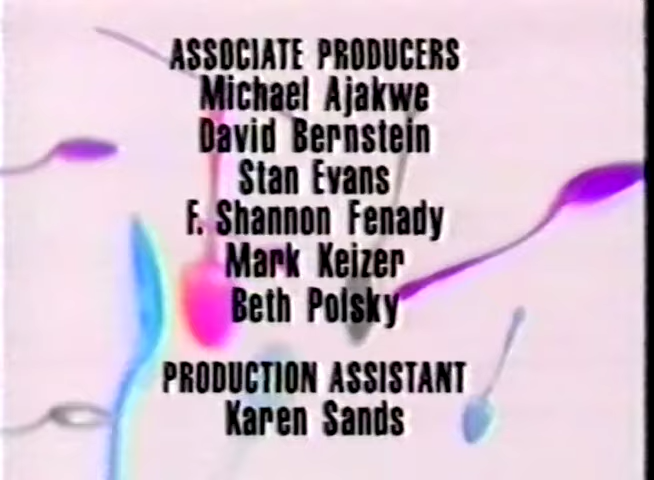 ASSOCIATE PRODUCERS
Michael Ajakwe
David Bernstein
Stan Evans
F. Shannon Fenady
Mark Keizer
Beth Polsky
PRODUCTION ASSISTANT
Karen Sands